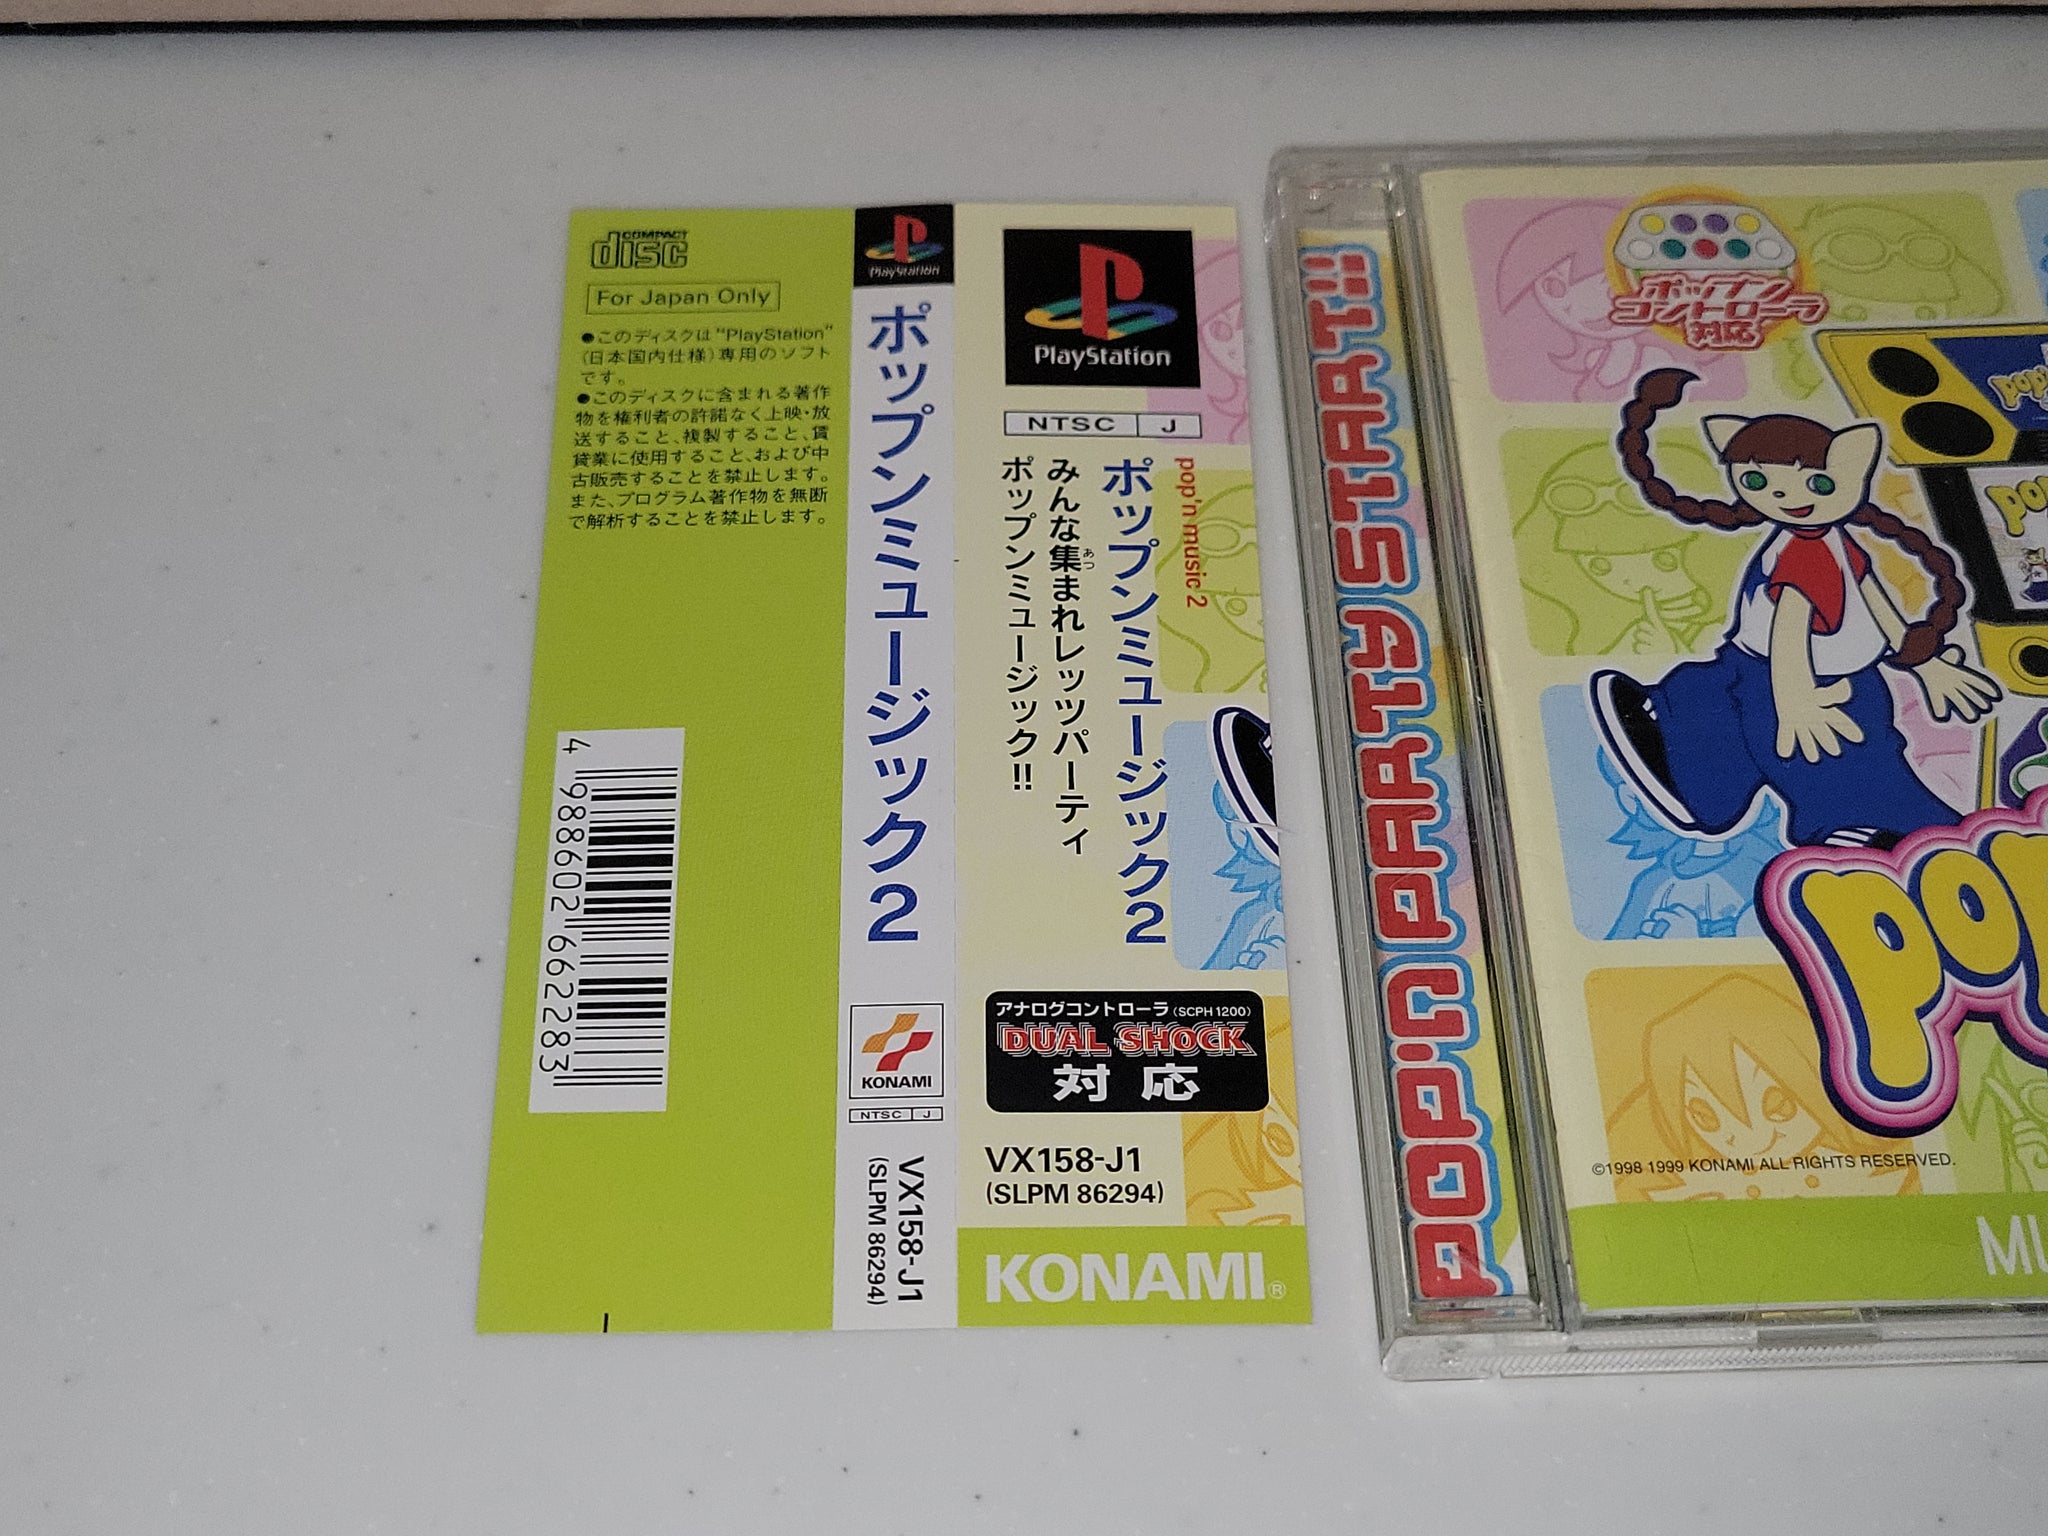 COMPACT
disc
For Japan Only
●このディスクは"PlayStation"
(日本国内仕様)専用のソフト
です。
●このディスクに含まれる著作
物を権利者の許諾なく上映・放
送すること、複製すること、賃
貸業に使用すること、および中
古販売することを禁止します。
また、プログラム著作物を無断
で解析することを禁止します。
4 988602 662283
PlayStation
ポップンミュージック2
KONAMI
NTSC J
VX158-J1
(SLPM 86294)
PlayStation
NTSC J
pop'n music 2
ポップンミュージック2
みんな集まれレッツパーティ
あつ
ポップンミュージック!!
アナログコントローラ(SCPH 1200)
DUAL SHOCK
対応
VX158-J1
(SLPM 86294)
KONAMI®
POP'N PARTY START!!
ポップン
コントローラ
対応
©1998 1999 KONAMI ALL RIGHTS RESERVED.